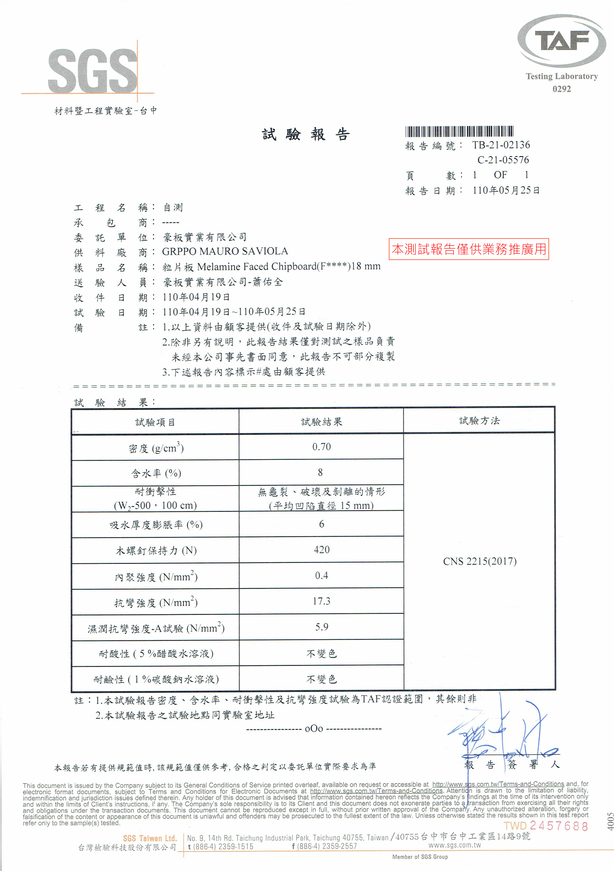 SGS
TAF
Testing Laboratory
0292
材料暨工程實驗室-台中
試驗報告
報告編號： TB-21-02136
C-21-05576
頁 數：1 OF 1
報告日期： 110年05月25日
工程名稱：自測
承包商：-----
委託單位：豪板實業有限公司
供料廠商：GRPPO MAURO SAVIOLA
本測試報告僅供業務推廣用
樣品名稱：粒片板 Melamine Faced Chipboard(F****)18 mm
送驗人員：豪板實業有限公司-蕭佑全
收件日期：110年04月19日
試驗日期：110年04月19日~110年05月25日
備註：1.以上資料由顧客提供(收件及試驗日期除外)
2.除非另有說明，此報告結果僅對測試之樣品負責
未經本公司事先書面同意，此報告不可部分複製
3.下述報告內容標示#處由顧客提供
試驗結果：
試驗項目 試驗結果 試驗方法
密度 (g/cm³) 0.70
含水率 (%) 8
耐衝擊性 無龜裂、破壞及剝離的情形
(W₂-500，100 cm) (平均凹陷直徑 15 mm)
吸水厚度膨脹率 (%) 6
木螺釘保持力 (N) 420
CNS 2215(2017)
內聚強度 (N/mm²) 0.4
抗彎強度 (N/mm²) 17.3
濕潤抗彎強度-A試驗 (N/mm²) 5.9
耐酸性 ( 5 %醋酸水溶液) 不變色
耐鹼性 ( 1 %碳酸鈉水溶液) 不變色
註：1.本試驗報告密度、含水率、耐衝擊性及抗彎強度試驗為TAF認證範圍，其餘則非
2.本試驗報告之試驗地點同實驗室地址
---------------- oOo ----------------
本報告若有提供規範值時,該規範值僅供參考,合格之判定以委託單位實際要求為準
報告簽署人
This document is issued by the Company subject to its General Conditions of Service printed overleaf, available on request or accessible at http://www.sgs.com.tw/Terms-and-Conditions and, for
electronic format documents, subject to Terms and Conditions for Electronic Documents at http://www.sgs.com.tw/Terms-and-Conditions. Attention is drawn to the limitation of liability,
indemnification and jurisdiction issues defined therein. Any holder of this document is advised that information contained hereon reflects the Company's findings at the time of its intervention only
and within the limits of Client's instructions, if any. The Company's sole responsibility is to its Client and this document does not exonerate parties to a transaction from exercising all their rights
and obligations under the transaction documents. This document cannot be reproduced except in full, without prior written approval of the Company. Any unauthorized alteration, forgery or
falsification of the content or appearance of this document is unlawful and offenders may be prosecuted to the fullest extent of the law. Unless otherwise stated the results shown in this test report
refer only to the sample(s) tested.
TWD 2457688
4005
SGS Taiwan Ltd. No. 9, 14th Rd, Taichung Industrial Park, Taichung 40755, Taiwan /40755台中市台中工業區14路9號
台灣檢驗科技股份有限公司 t (886-4) 2359-1515 f (886-4) 2359-2557 www.sgs.com.tw
Member of SGS Group